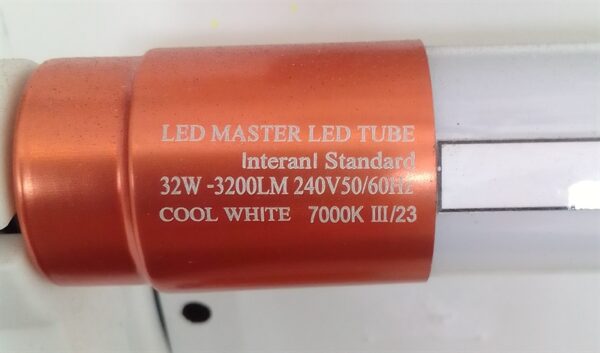 LED MASTER LED TUBE
Interanl Standard
32W -3200LM 240V50/60Hz
COOL WHITE 7000K III/23